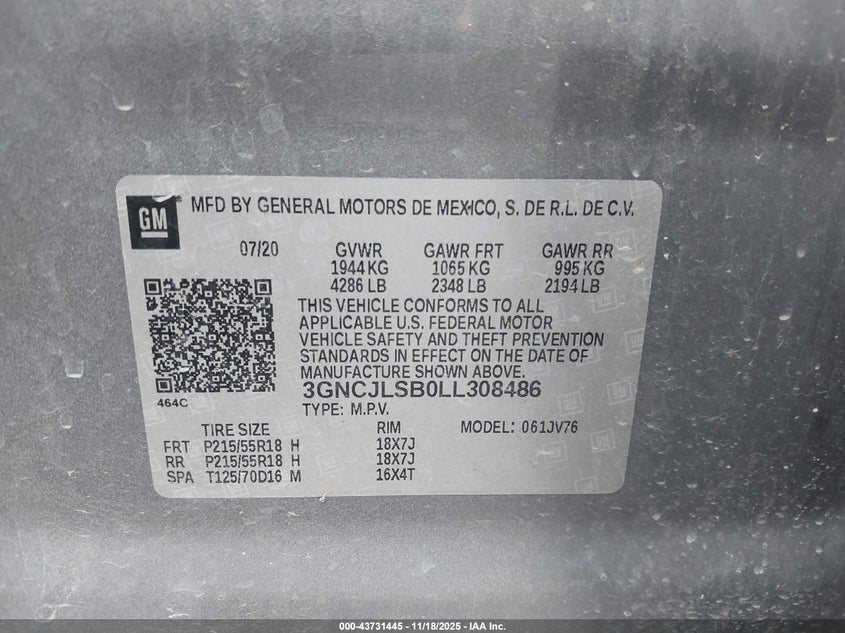 GM
MFD BY GENERAL MOTORS DE MEXICO, S. DE R.L. DE C.V.
07/20 GVWR GAWR FRT GAWR RR
1944 KG 1065 KG 995 KG
4286 LB 2348 LB 2194 LB
THIS VEHICLE CONFORMS TO ALL
APPLICABLE U.S. FEDERAL MOTOR
VEHICLE SAFETY AND THEFT PREVENTION
STANDARDS IN EFFECT ON THE DATE OF
MANUFACTURE SHOWN ABOVE.
3GNCJLSB0LL308486
464C
TYPE: M.P.V.
TIRE SIZE RIM MODEL: 061JV76
FRT P215/55R18 H 18X7J
RR P215/55R18 H 18X7J
SPA T125/70D16 M 16X4T
000-43731445 - 11/18/2025 - IAA Inc.